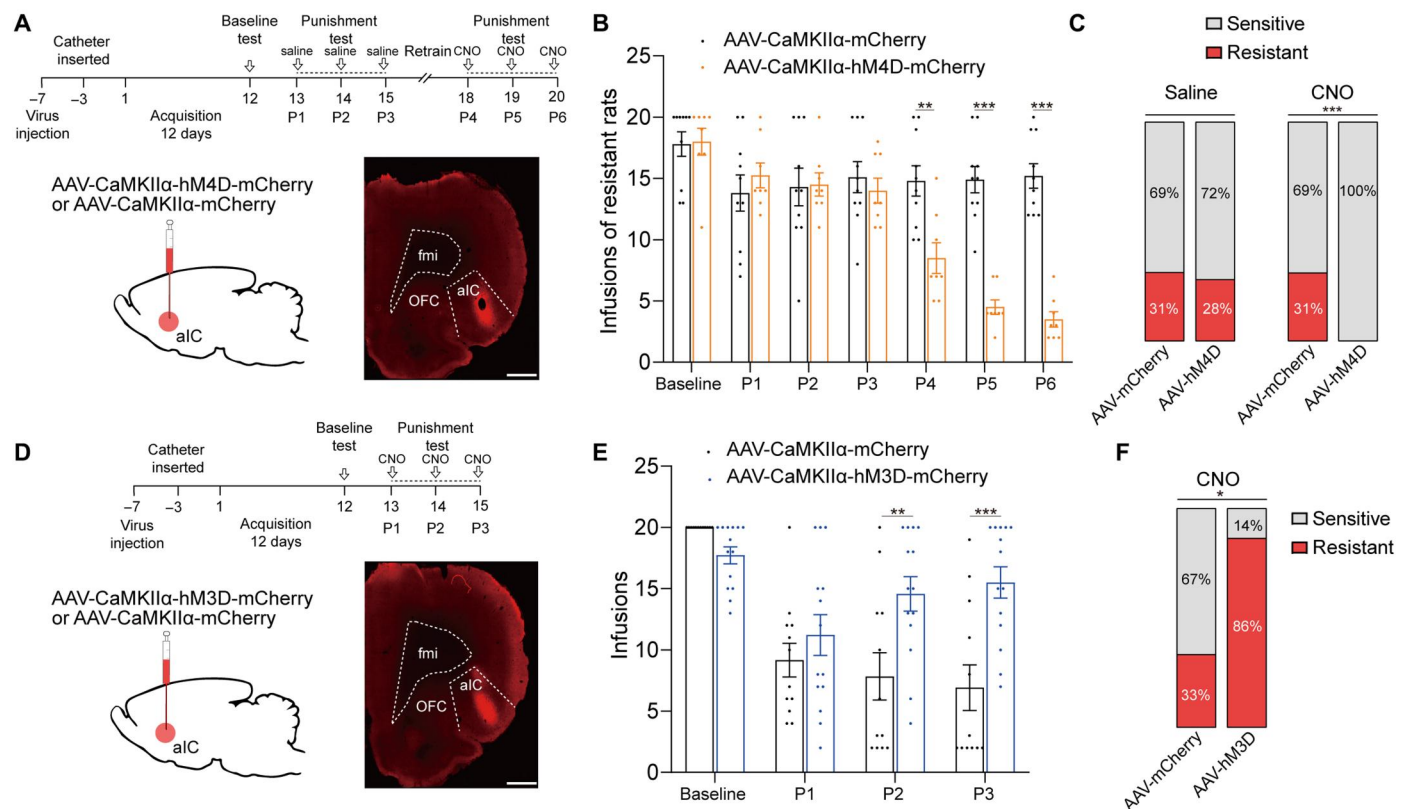 A
Baseline test
Punishment test
Punishment test
Catheter inserted
saline saline saline
Retrain
CNO CNO CNO
−7 −3 1 12 13 14 15 18 19 20
Virus injection
Acquisition 12 days
P1 P2 P3 P4 P5 P6
AAV-CaMKIIα-hM4D-mCherry
or AAV-CaMKIIα-mCherry
aIC
fmi
OFC
aIC
B
AAV-CaMKIIα-mCherry
AAV-CaMKIIα-hM4D-mCherry
Infusions of resistant rats
25
20
15
10
5
0
** *** ***
Baseline P1 P2 P3 P4 P5 P6
C
Sensitive
Resistant
Saline
CNO
***
69% 72% 69% 100%
31% 28% 31%
AAV-mCherry
AAV-hM4D
AAV-mCherry
AAV-hM4D
D
Baseline test
Punishment test
Catheter inserted
CNO CNO CNO
−7 −3 1 12 13 14 15
Virus injection
Acquisition 12 days
P1 P2 P3
AAV-CaMKIIα-hM3D-mCherry
or AAV-CaMKIIα-mCherry
aIC
fmi
OFC
aIC
E
AAV-CaMKIIα-mCherry
AAV-CaMKIIα-hM3D-mCherry
Infusions
25
20
15
10
5
0
** ***
Baseline P1 P2 P3
F
CNO
*
Sensitive
Resistant
67% 14%
33% 86%
AAV-mCherry
AAV-hM3D